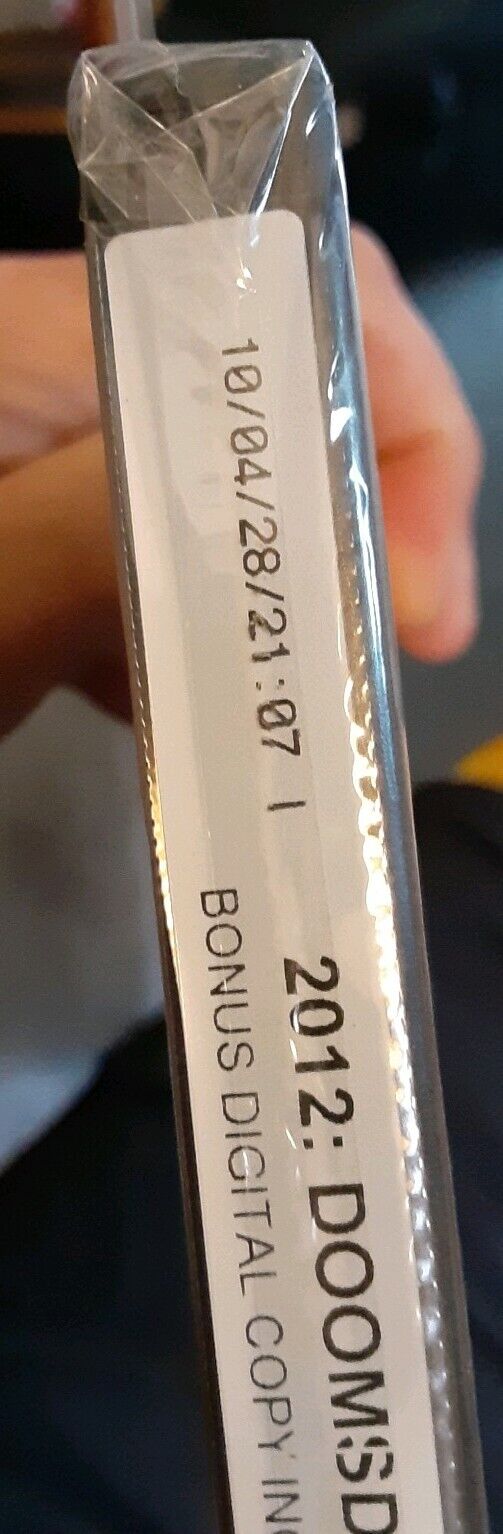 10/04/28/21:07 I
2012: DOOMSD
BONUS DIGITAL COPY IN